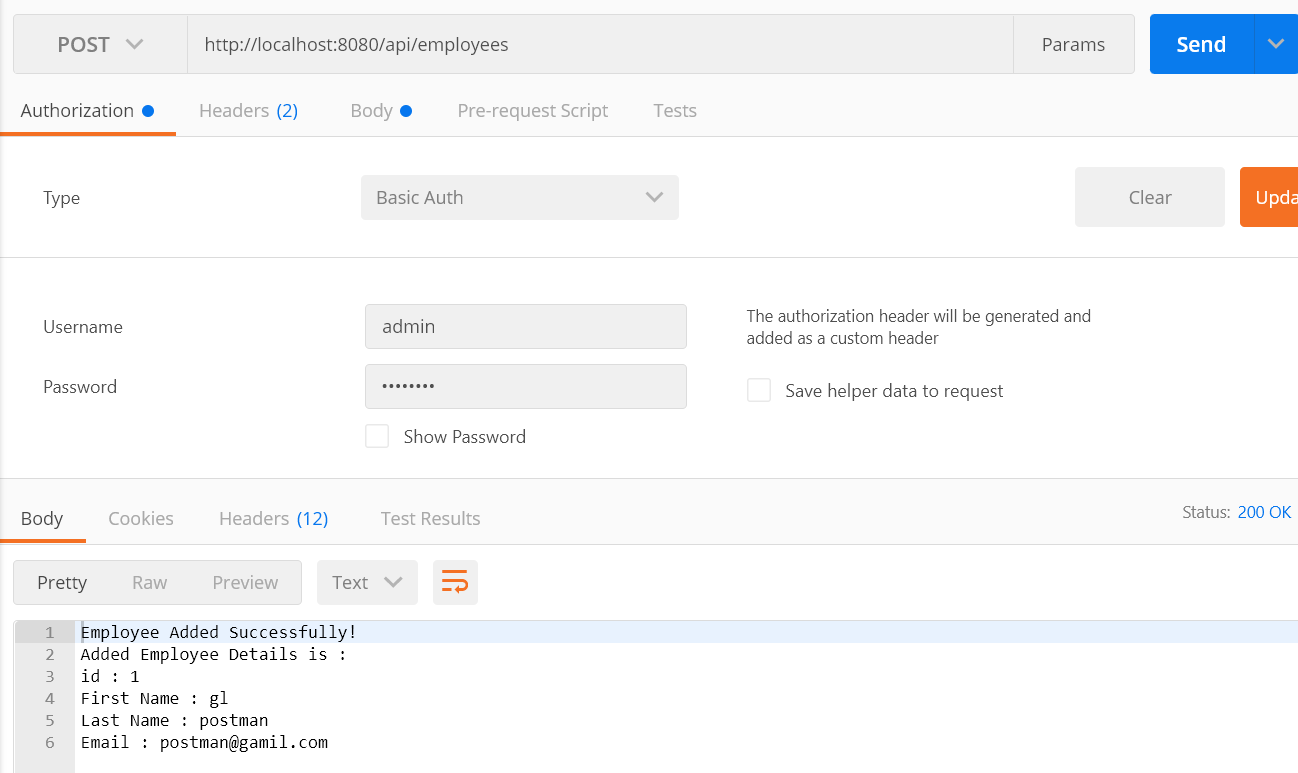 POST http://localhost:8080/api/employees Params Send
Authorization Headers (2) Body Pre-request Script Tests
Type Basic Auth Clear Upda
Username admin
The authorization header will be generated and
added as a custom header
Password ••••••••
Save helper data to request
Show Password
Body Cookies Headers (12) Test Results Status: 200 OK
Pretty Raw Preview Text
1 Employee Added Successfully!
2 Added Employee Details is :
3 id : 1
4 First Name : gl
5 Last Name : postman
6 Email : postman@gamil.com